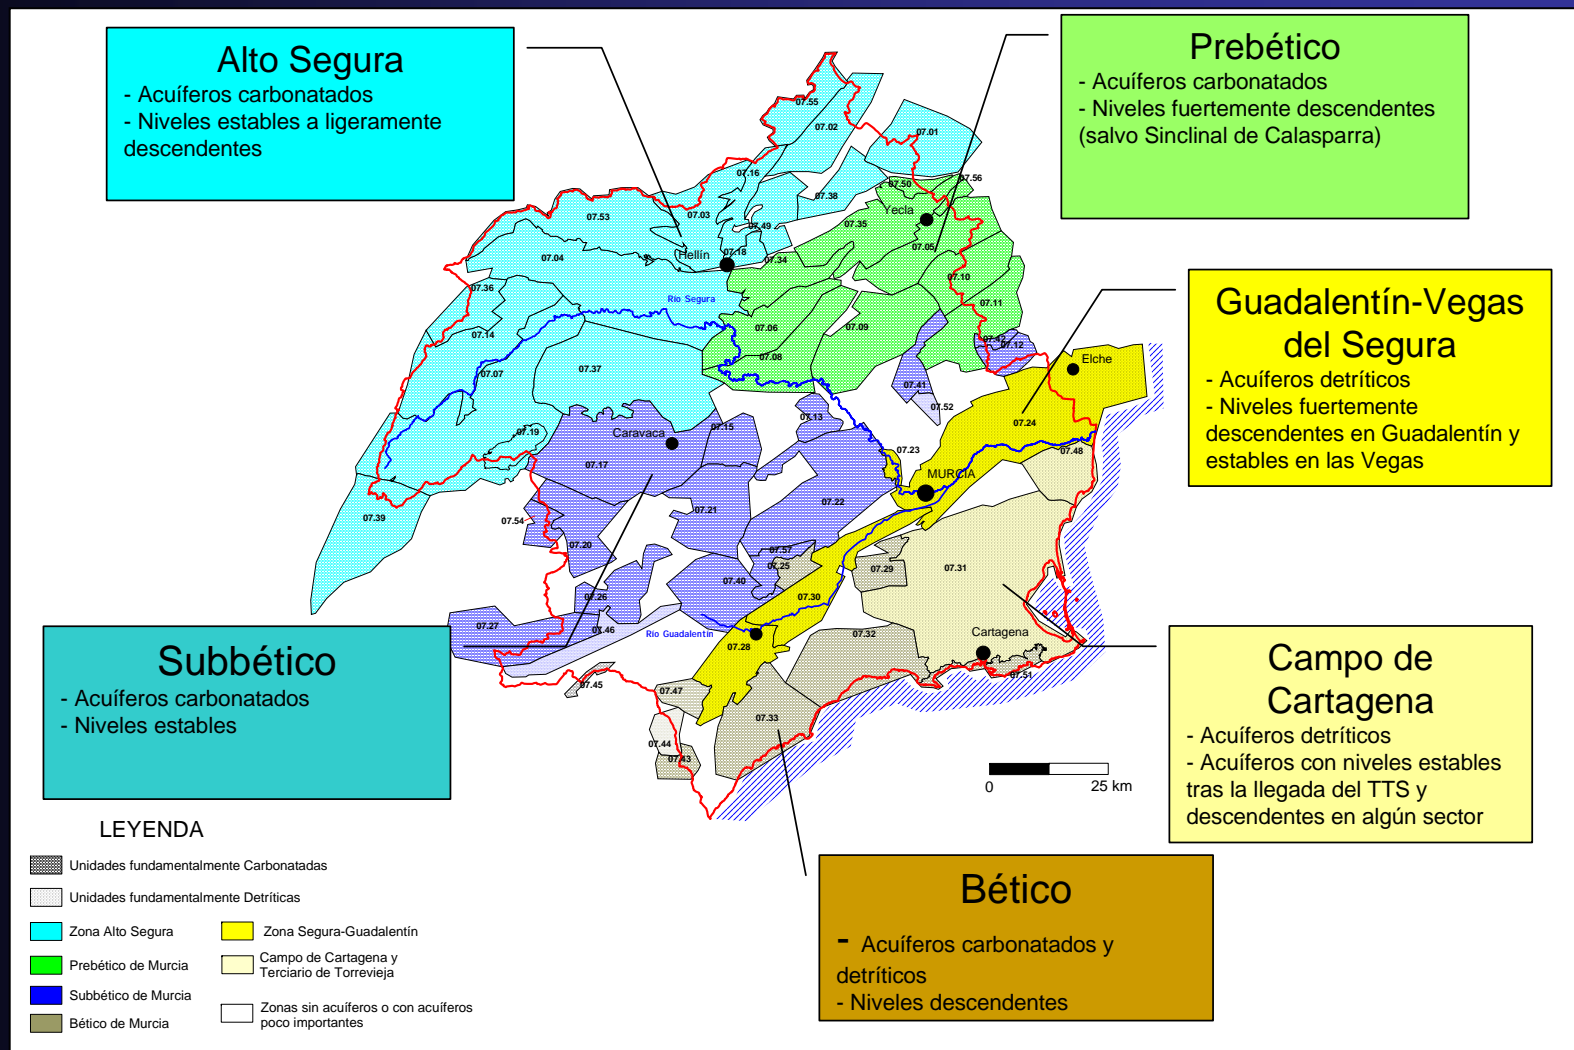 Alto Segura
- Acuíferos carbonatados
- Niveles estables a ligeramente
descendentes
Prebético
- Acuíferos carbonatados
- Niveles fuertemente descendentes
(salvo Sinclinal de Calasparra)
Guadalentín-Vegas
del Segura
- Acuíferos detríticos
- Niveles fuertemente
descendentes en Guadalentín y
estables en las Vegas
Subbético
- Acuíferos carbonatados
- Niveles estables
Campo de
Cartagena
- Acuíferos detríticos
- Acuíferos con niveles estables
tras la llegada del TTS y
descendentes en algún sector
Bético
- Acuíferos carbonatados y
detríticos
- Niveles descendentes
07.55
07.02
07.01
07.16
07.50
07.56
07.38
07.53
07.03
Yecla
07.49
07.35
07.18
07.05
Hellín
07.04
07.34
07.10
07.36
Río Segura
07.11
07.14
07.06
07.09
07.42
07.12
07.08
Elche
07.07
07.37
07.41
07.52
07.13
07.24
07.19
Caravaca
07.15
07.23
07.48
07.17
MURCIA
07.22
07.21
07.39
07.54
07.20
07.57
07.25
07.29
07.31
07.40
07.26
07.30
07.27
07.46
Río Guadalentín
07.32
Cartagena
07.28
07.51
07.45
07.47
07.33
07.44
07.43
0
25 km
LEYENDA
Unidades fundamentalmente Carbonatadas
Unidades fundamentalmente Detríticas
Zona Alto Segura
Zona Segura-Guadalentín
Prebético de Murcia
Campo de Cartagena y
Terciario de Torrevieja
Subbético de Murcia
Bético de Murcia
Zonas sin acuíferos o con acuíferos
poco importantes